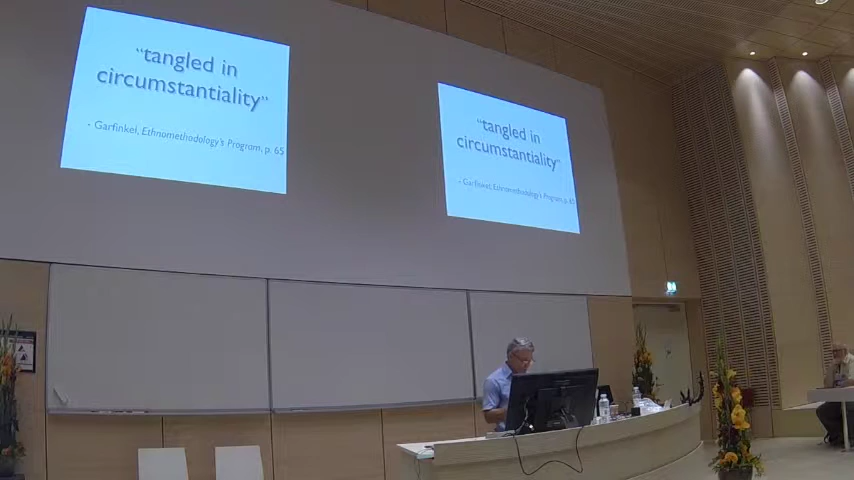 “tangled in
circumstantiality”
- Garfinkel, Ethnomethodology's Program, p. 65
“tangled in
circumstantiality”
- Garfinkel, Ethnomethodology's Program, p. 65